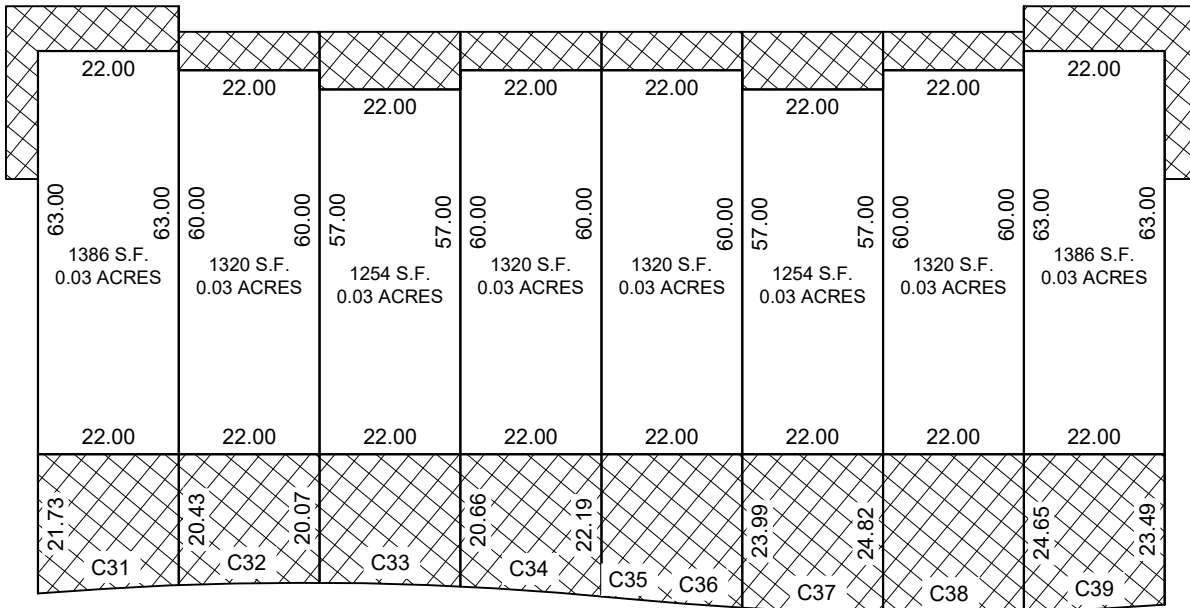 22.00
22.00
22.00
22.00
22.00
22.00
22.00
22.00
63.00
63.00
60.00
60.00
57.00
57.00
60.00
60.00
60.00
57.00
57.00
60.00
63.00
63.00
1386 S.F.
0.03 ACRES
1320 S.F.
0.03 ACRES
1254 S.F.
0.03 ACRES
1320 S.F.
0.03 ACRES
1320 S.F.
0.03 ACRES
1254 S.F.
0.03 ACRES
1320 S.F.
0.03 ACRES
1386 S.F.
0.03 ACRES
22.00
22.00
22.00
22.00
22.00
22.00
22.00
22.00
21.73
20.43
20.07
20.66
22.19
23.99
24.82
24.65
23.49
C31
C32
C33
C34
C35
C36
C37
C38
C39